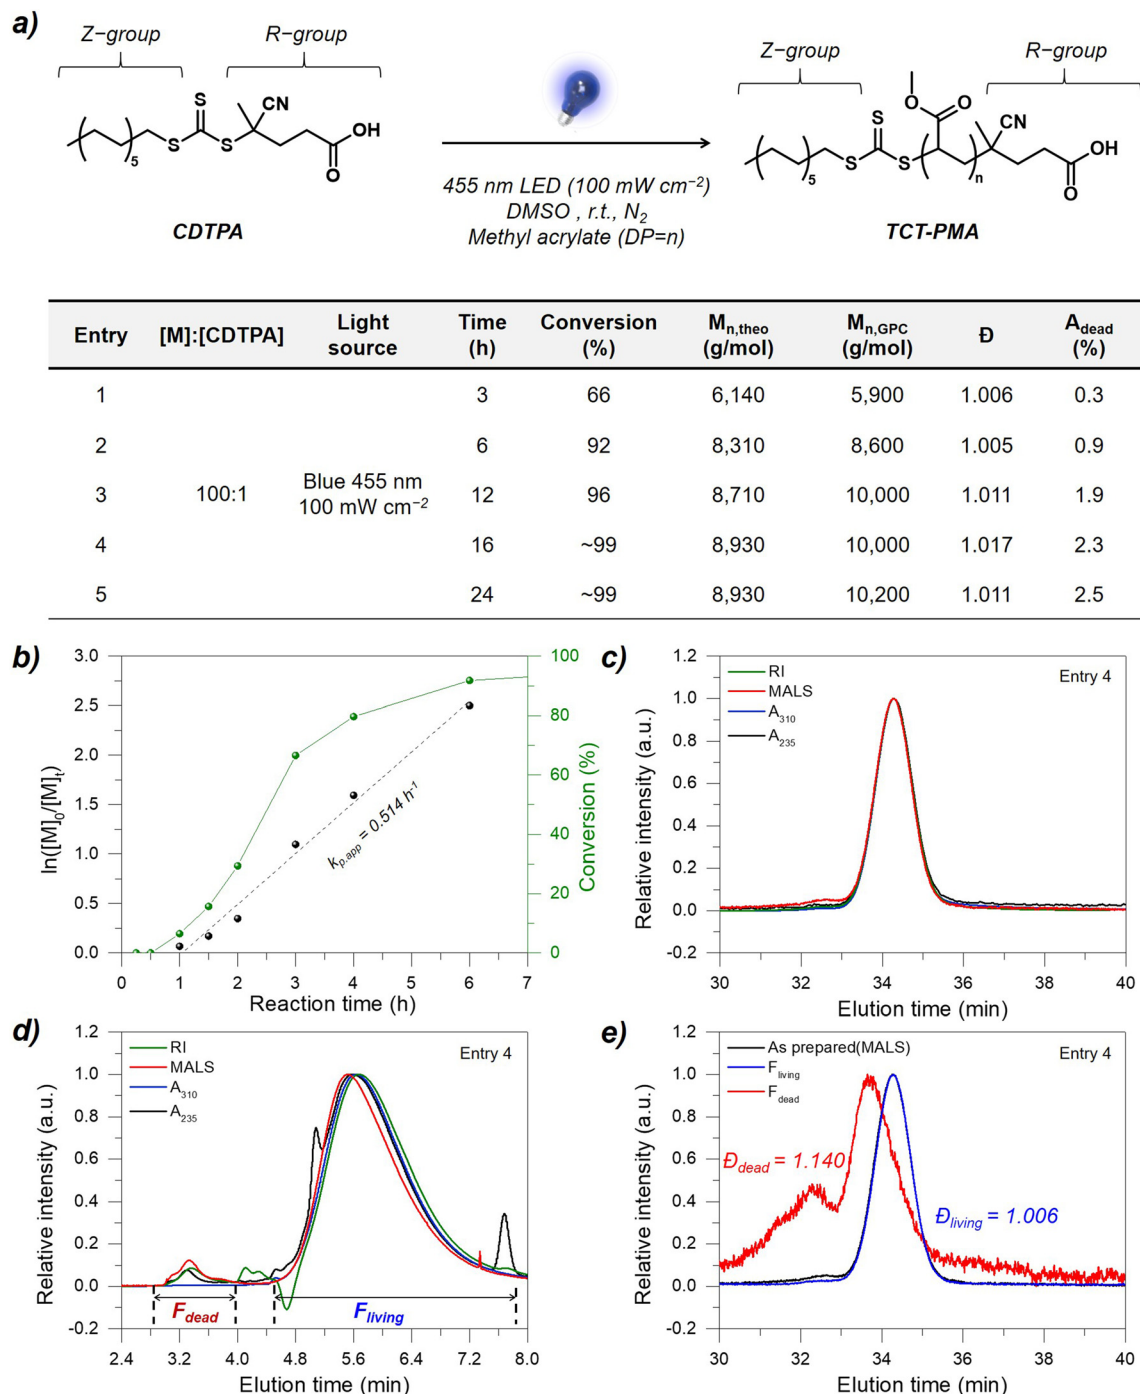 a)
Z−group
R−group
Z−group
R−group
S
S
S
CN
OH
O
5
CDTPA
455 nm LED (100 mW cm−2)
DMSO , r.t., N2
Methyl acrylate (DP=n)
O
O
S
S
S
CN
OH
O
5
n
TCT-PMA
Entry [M]:[CDTPA] Light source Time (h) Conversion (%) Mn,theo (g/mol) Mn,GPC (g/mol) Đ Adead (%)
1 3 66 6,140 5,900 1.006 0.3
2 6 92 8,310 8,600 1.005 0.9
3 100:1 Blue 455 nm 100 mW cm−2 12 96 8,710 10,000 1.011 1.9
4 16 ~99 8,930 10,000 1.017 2.3
5 24 ~99 8,930 10,200 1.011 2.5
b)
3.0
2.5
2.0
1.5
1.0
0.5
0.0
ln([M]0/[M]t)
kp.app = 0.514 h-1
100
80
60
40
20
0
Conversion (%)
0 1 2 3 4 5 6 7
Reaction time (h)
c)
RI
MALS
A310
A235
Entry 4
1.2
1.0
0.8
0.6
0.4
0.2
0.0
-0.2
Relative intensity (a.u.)
30 32 34 36 38 40
Elution time (min)
d)
RI
MALS
A310
A235
Entry 4
1.2
1.0
0.8
0.6
0.4
0.2
0.0
-0.2
Relative intensity (a.u.)
Fdead
Fliving
2.4 3.2 4.0 4.8 5.6 6.4 7.2 8.0
Elution time (min)
e)
As prepared(MALS)
Fliving
Fdead
Entry 4
Đdead = 1.140
Đliving = 1.006
1.2
1.0
0.8
0.6
0.4
0.2
0.0
-0.2
Relative intensity (a.u.)
30 32 34 36 38 40
Elution time (min)